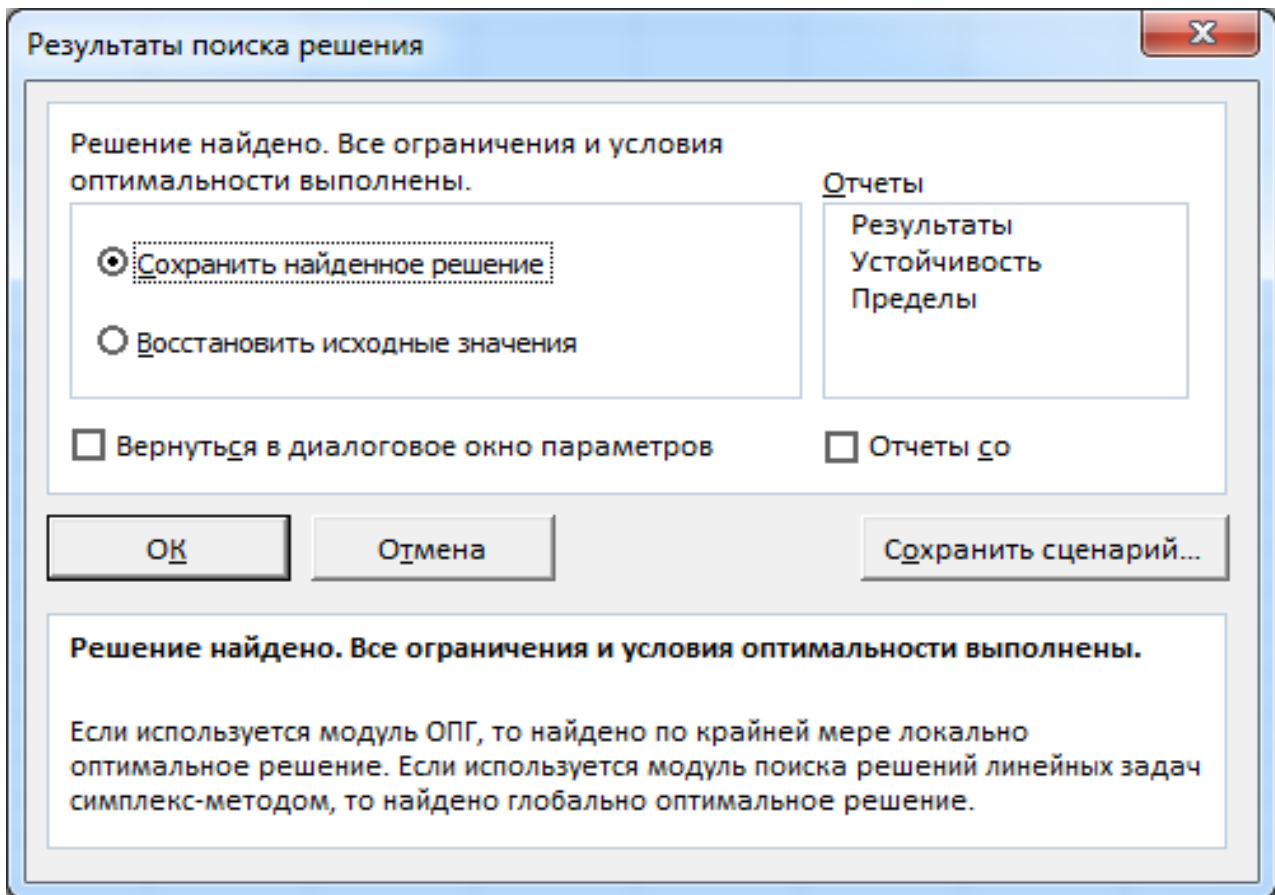 Результаты поиска решения
Решение найдено. Все ограничения и условия
оптимальности выполнены.
Отчеты
Сохранить найденное решение
Восстановить исходные значения
Результаты
Устойчивость
Пределы
Вернуться в диалоговое окно параметров
Отчеты со
ОК
Отмена
Сохранить сценарий...
Решение найдено. Все ограничения и условия оптимальности выполнены.
Если используется модуль ОПГ, то найдено по крайней мере локально
оптимальное решение. Если используется модуль поиска решений линейных задач
симплекс-методом, то найдено глобально оптимальное решение.